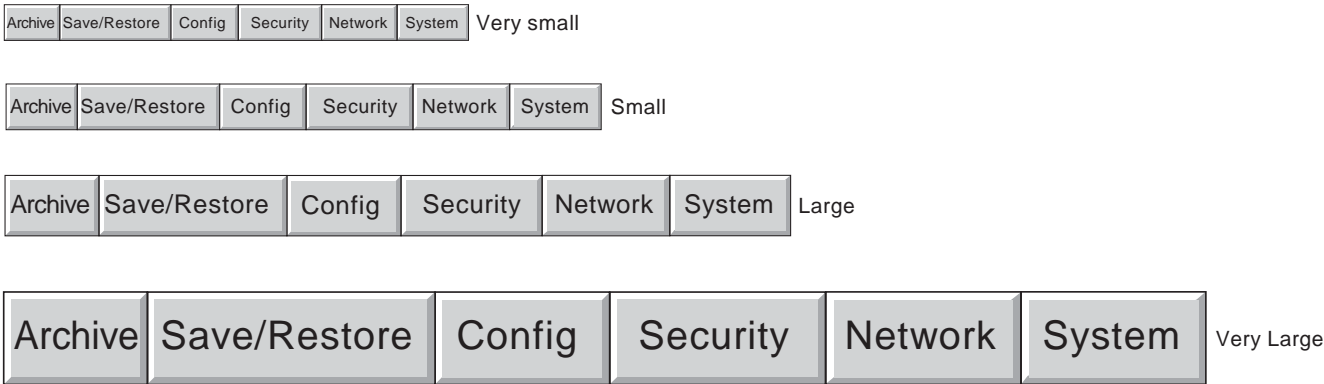 Archive Save/Restore Config Security Network System Very small
Archive Save/Restore Config Security Network System Small
Archive Save/Restore Config Security Network System Large
Archive Save/Restore Config Security Network System Very Large